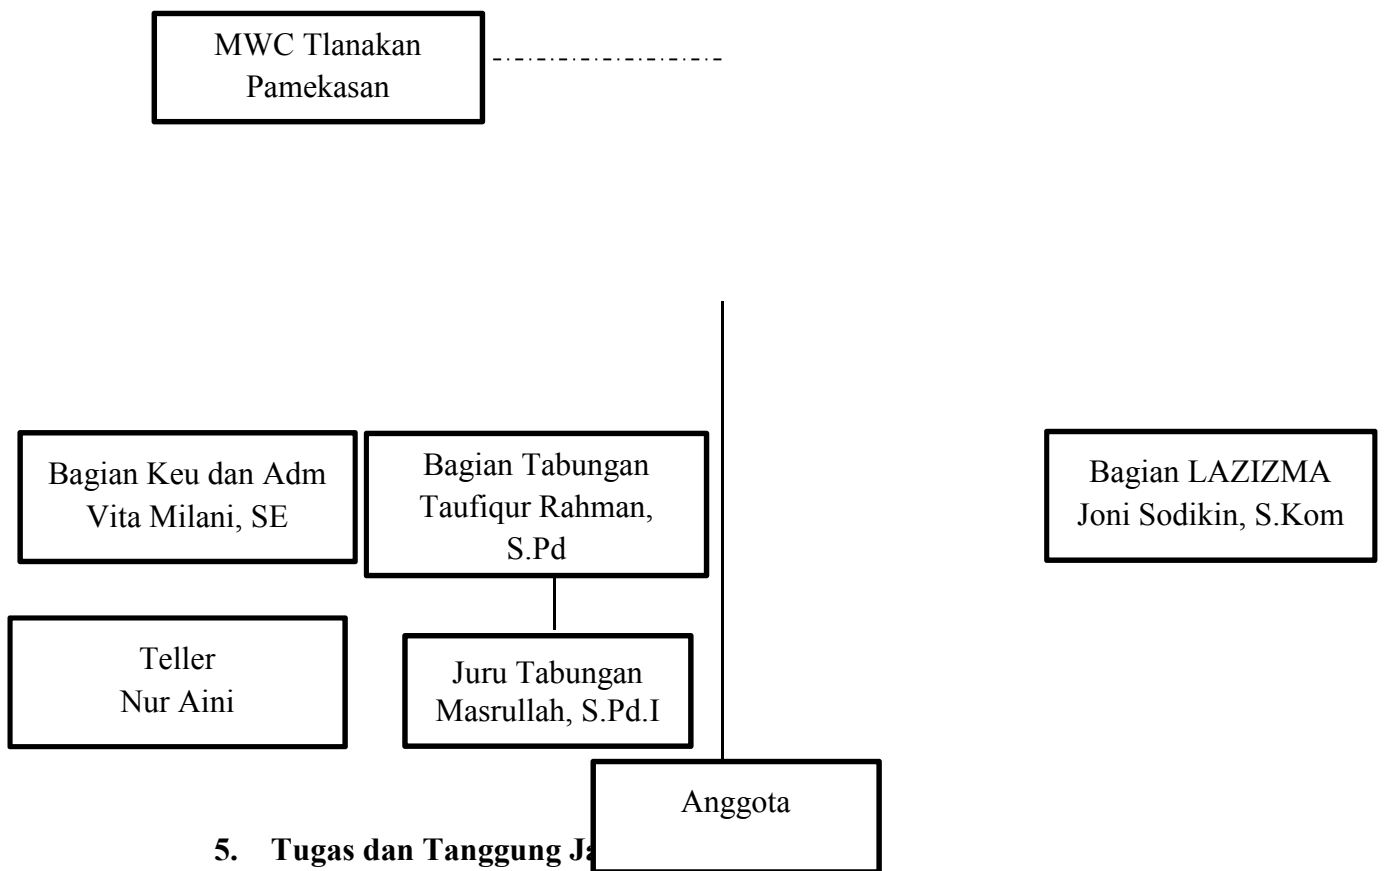 MWC Tlanakan
Pamekasan
Bagian Keu dan Adm
Vita Milani, SE
Bagian Tabungan
Taufiqur Rahman,
S.Pd
Bagian LAZIZMA
Joni Sodikin, S.Kom
Teller
Nur Aini
Juru Tabungan
Masrullah, S.Pd.I
Anggota
5. Tugas dan Tanggung